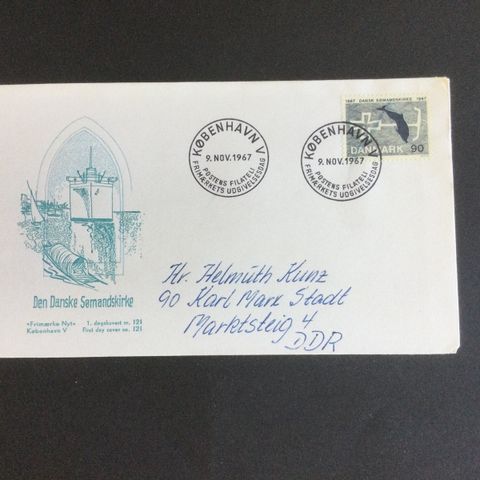 1867 DANSK SØMANDSKIRKE 1967
DANMARK 90
KØBENHAVN V
9. NOV. 1967
POSTENS FILATELI
FRIMÆRKETS UDGIVELSESDAG
KØBENHAVN V
9. NOV. 1967
POSTENS FILATELI
FRIMÆRKETS UDGIVELSESDAG
Den Danske Sømandskirke
»Frimærke Nyt« 1. dagskuvert nr. 121
København V First day cover no. 121
Hr. Helmuth Kunz
90 Karl Marx Stadt
Marktsteig 4
DDR